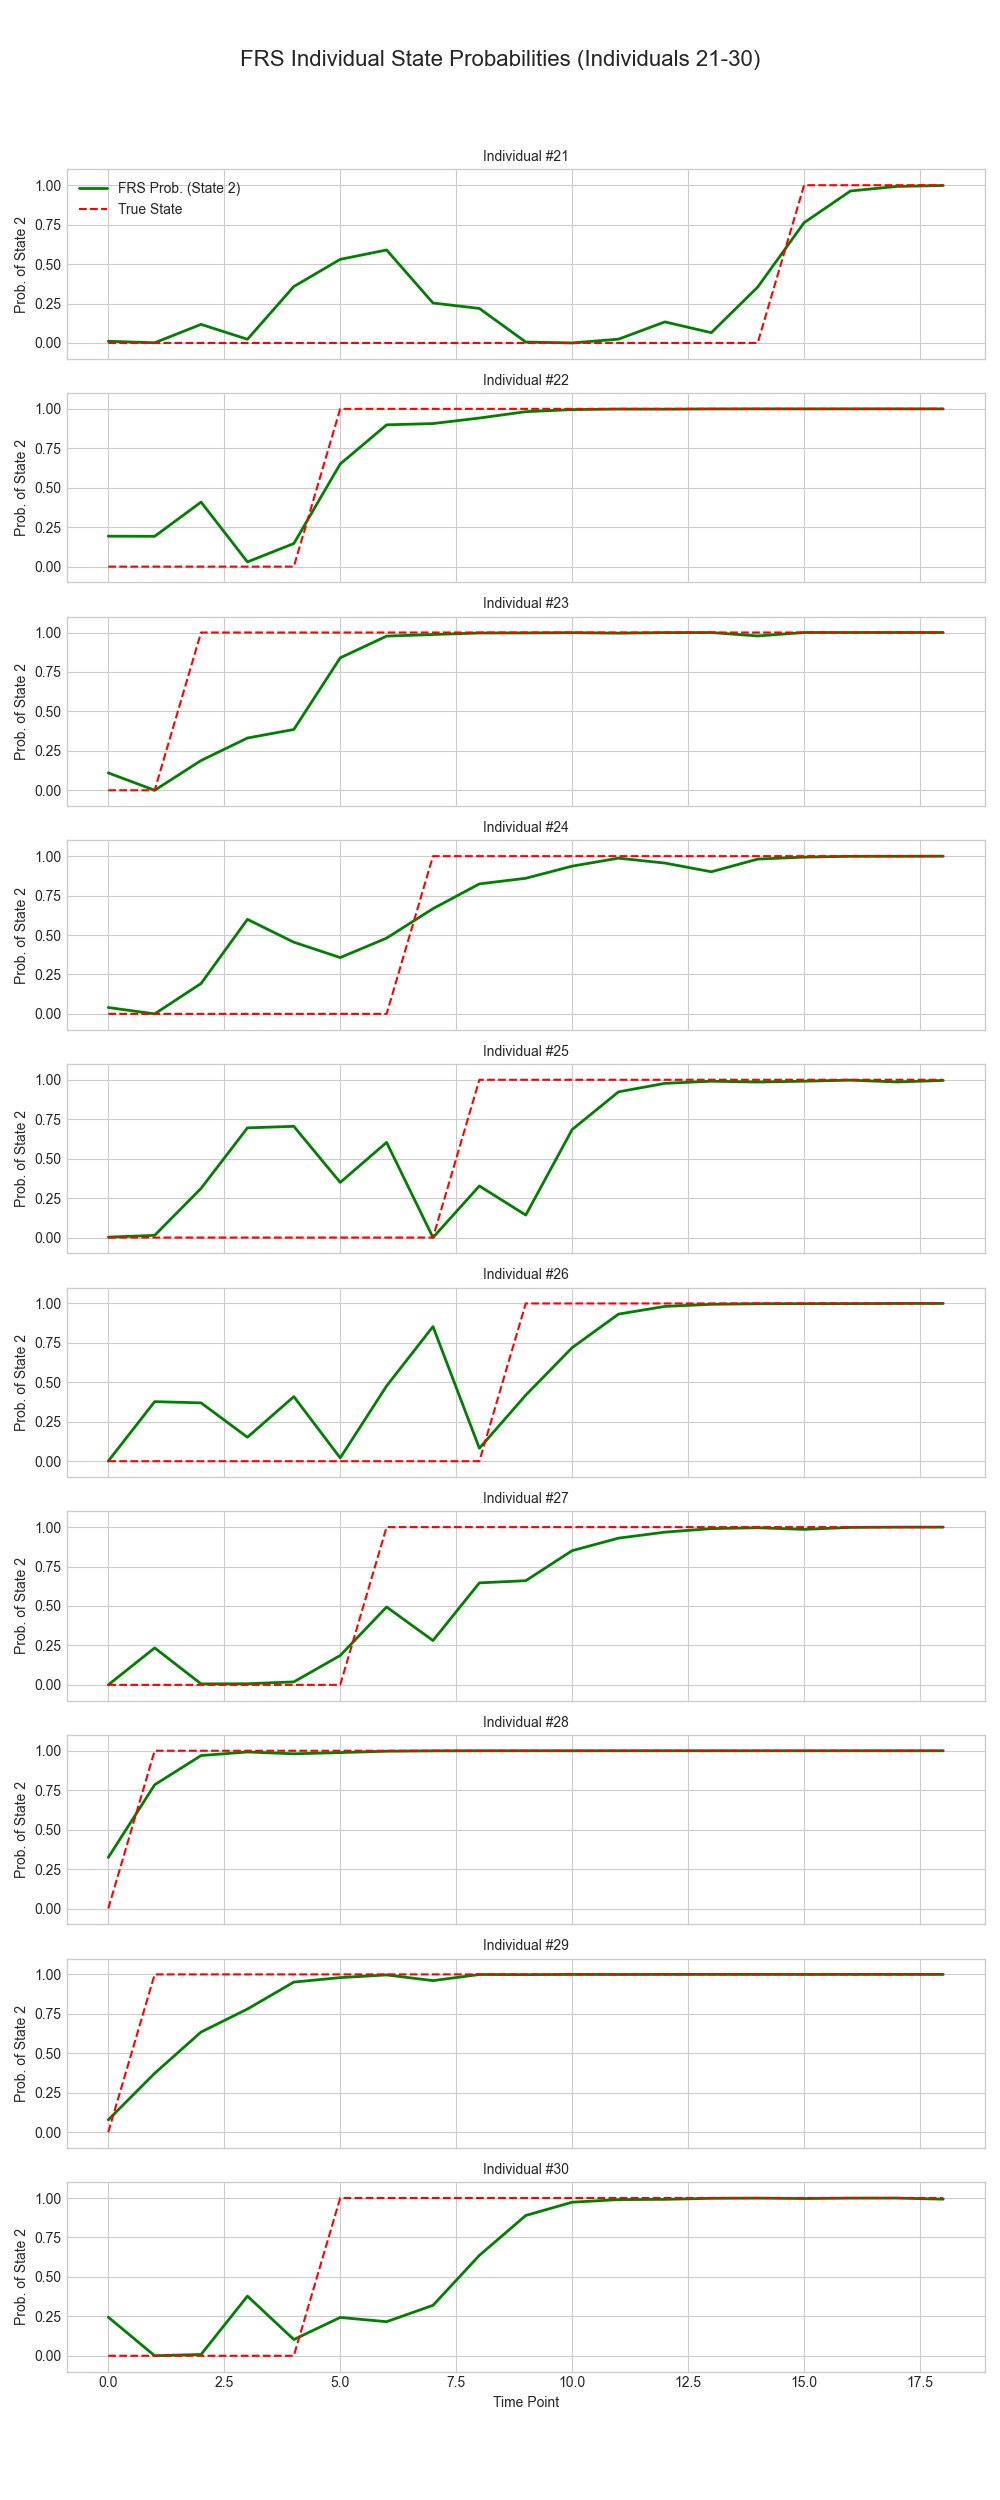 FRS Individual State Probabilities (Individuals 21-30)
Individual #21
FRS Prob. (State 2)
True State
1.00
0.75
0.50
0.25
0.00
Prob. of State 2
Individual #22
1.00
0.75
0.50
0.25
0.00
Prob. of State 2
Individual #23
1.00
0.75
0.50
0.25
0.00
Prob. of State 2
Individual #24
1.00
0.75
0.50
0.25
0.00
Prob. of State 2
Individual #25
1.00
0.75
0.50
0.25
0.00
Prob. of State 2
Individual #26
1.00
0.75
0.50
0.25
0.00
Prob. of State 2
Individual #27
1.00
0.75
0.50
0.25
0.00
Prob. of State 2
Individual #28
1.00
0.75
0.50
0.25
0.00
Prob. of State 2
Individual #29
1.00
0.75
0.50
0.25
0.00
Prob. of State 2
Individual #30
1.00
0.75
0.50
0.25
0.00
Prob. of State 2
0.0 2.5 5.0 7.5 10.0 12.5 15.0 17.5
Time Point